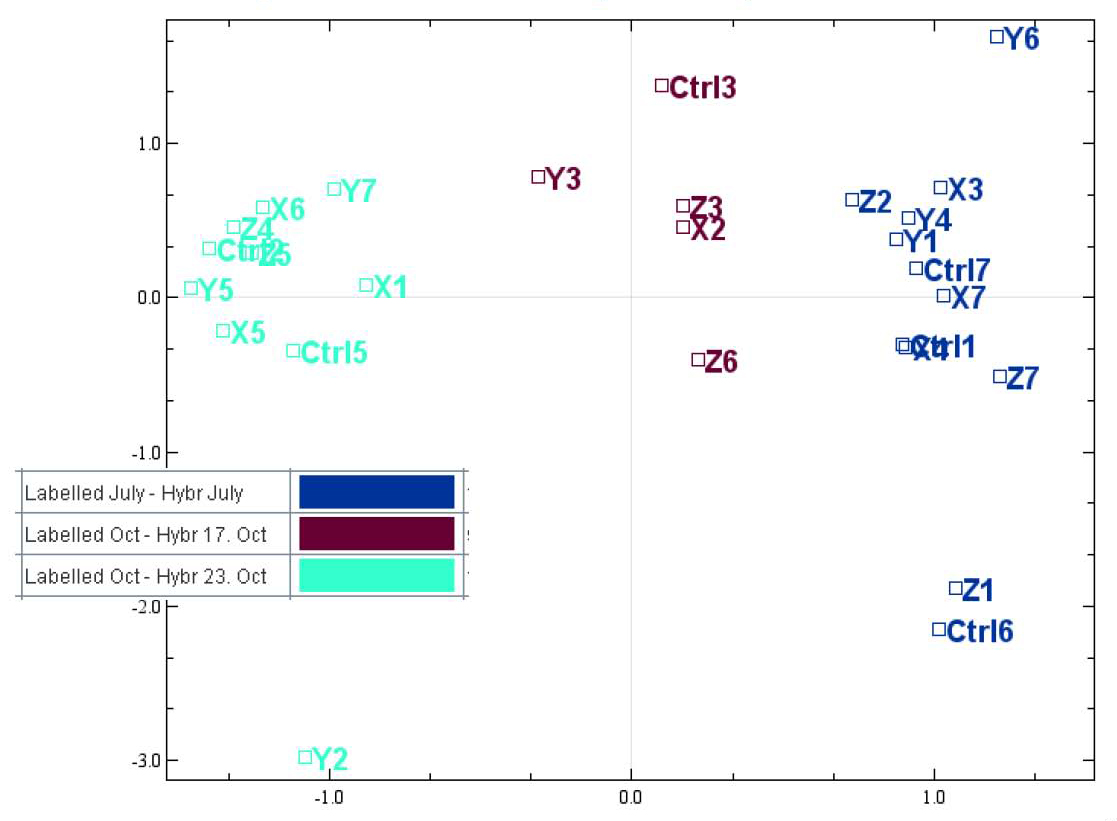 Y6
Ctrl3
1.0
Y3
Y7
X3
Z2
X6
Z3
Y4
X2
Z4
Y1
Ctrl2
Z5
Ctrl7
Y5
X1
0.0
X7
X5
Ctrl5
Ctrl1
X4
Z6
Z7
-1.0
Labelled July - Hybr July
Labelled Oct - Hybr 17. Oct
Labelled Oct - Hybr 23. Oct
Z1
-2.0
Ctrl6
Y2
-3.0
-1.0 0.0 1.0